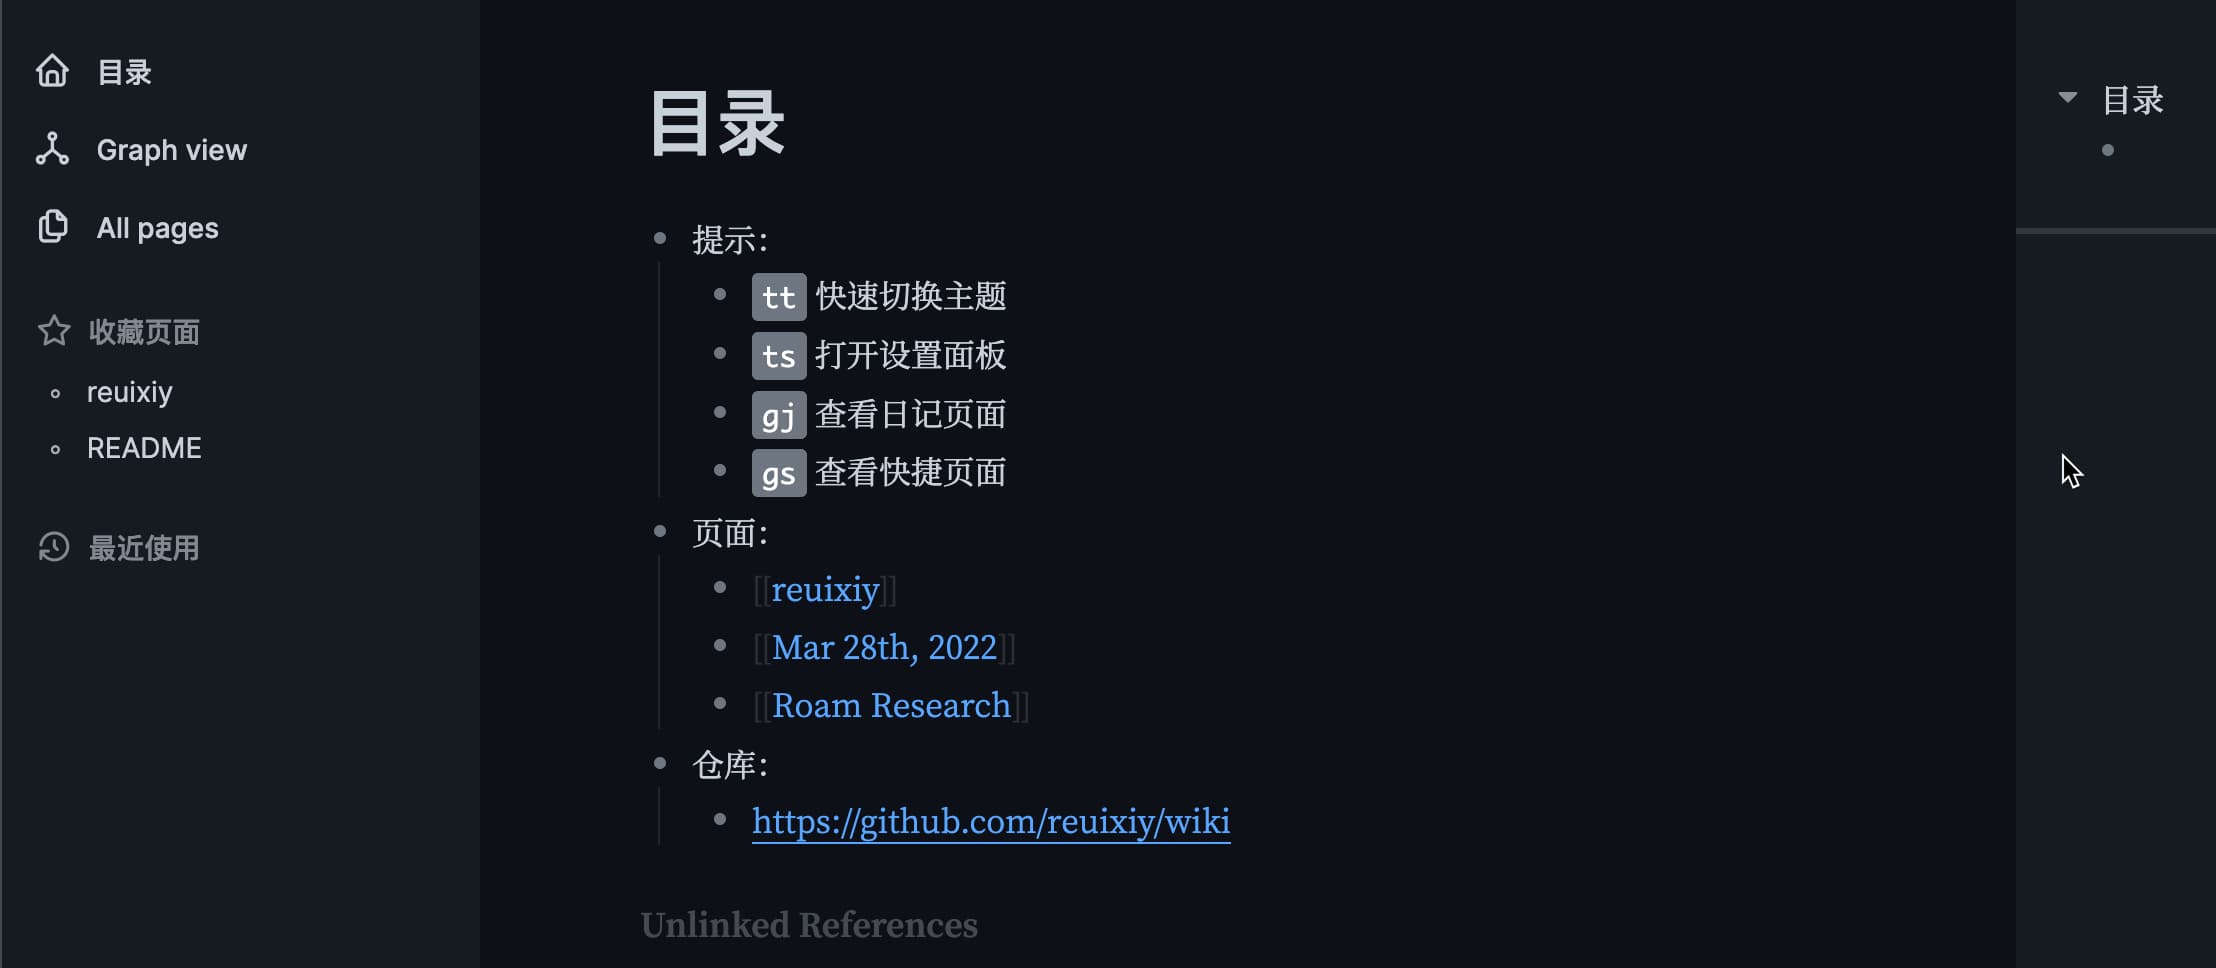 目录
Graph view
All pages
收藏页面
reuixiy
README
最近使用
目录
提示：
tt 快速切换主题
ts 打开设置面板
gj 查看日记页面
gs 查看快捷页面
页面：
[[reuixiy]]
[[Mar 28th, 2022]]
[[Roam Research]]
仓库：
https://github.com/reuixiy/wiki
Unlinked References
目录